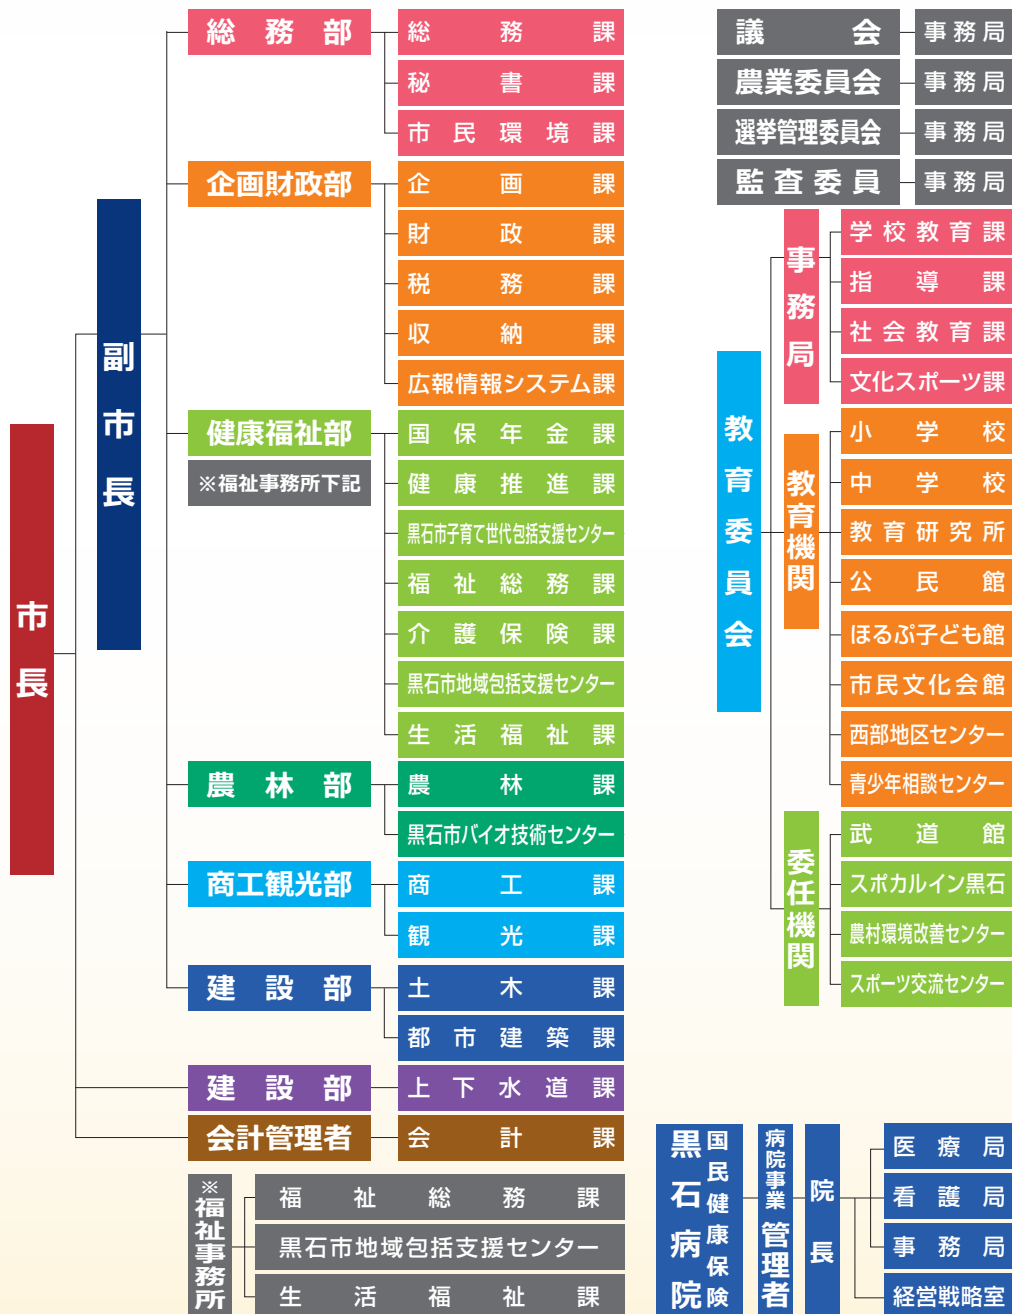 市長
副市長
総務部
総務課
秘書課
市民環境課
企画財政部
企画課
財政課
税務課
収納課
広報情報システム課
健康福祉部
※福祉事務所下記
国保年金課
健康推進課
黒石市子育て世代包括支援センター
福祉総務課
介護保険課
黒石市地域包括支援センター
生活福祉課
農林部
農林課
黒石市バイオ技術センター
商工観光部
商工課
観光課
建設部
土木課
都市建築課
建設部
上下水道課
会計管理者
会計課
※福祉事務所
福祉総務課
黒石市地域包括支援センター
生活福祉課
議会
事務局
農業委員会
事務局
選挙管理委員会
事務局
監査委員
事務局
教育委員会
事務局
学校教育課
指導課
社会教育課
文化スポーツ課
教育機関
小学校
中学校
教育研究所
公民館
ほるぷ子ども館
市民文化会館
西部地区センター
青少年相談センター
委任機関
武道館
スポカルイン黒石
農村環境改善センター
スポーツ交流センター
国民健康保険
黒石病院
病院事業
管理者
院長
医療局
看護局
事務局
経営戦略室